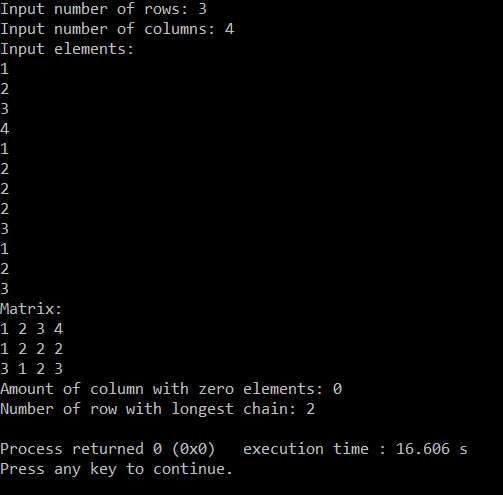 Input number of rows: 3
Input number of columns: 4
Input elements:
1
2
3
4
1
2
2
2
3
1
2
3
Matrix:
1 2 3 4
1 2 2 2
3 1 2 3
Amount of column with zero elements: 0
Number of row with longest chain: 2
Process returned 0 (0x0)   execution time : 16.606 s
Press any key to continue.